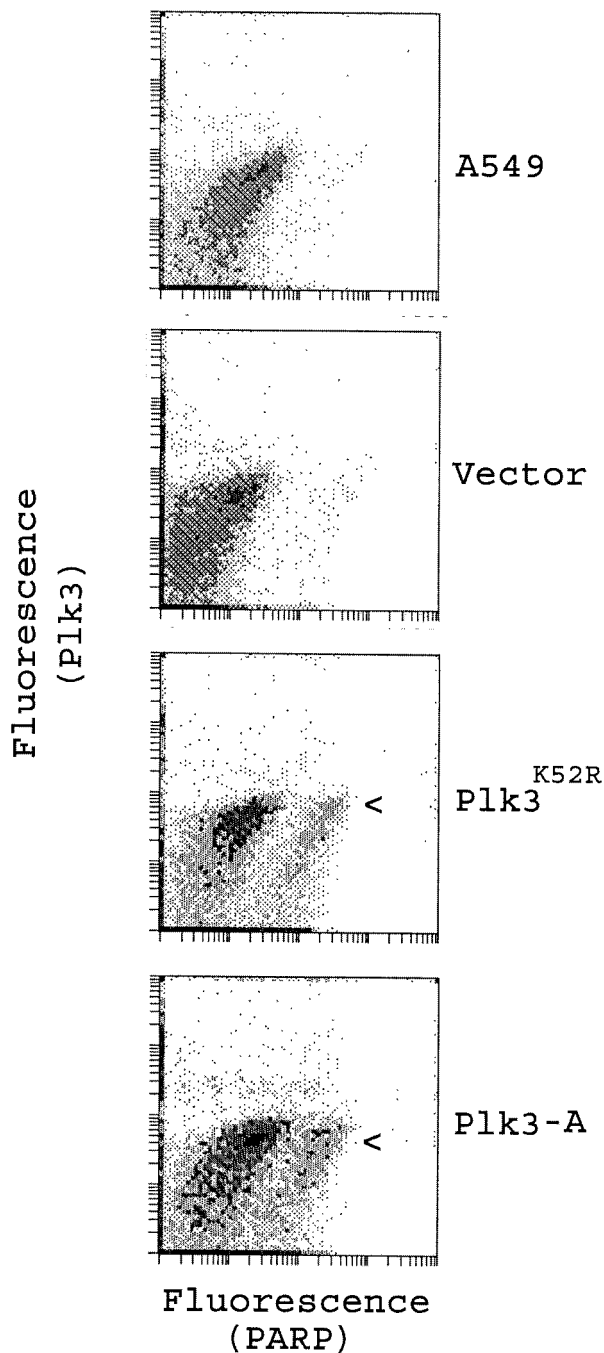 A549
Vector
Fluorescence
(Plk3)
Plk3K52R
<
Plk3-A
<
Fluorescence
(PARP)